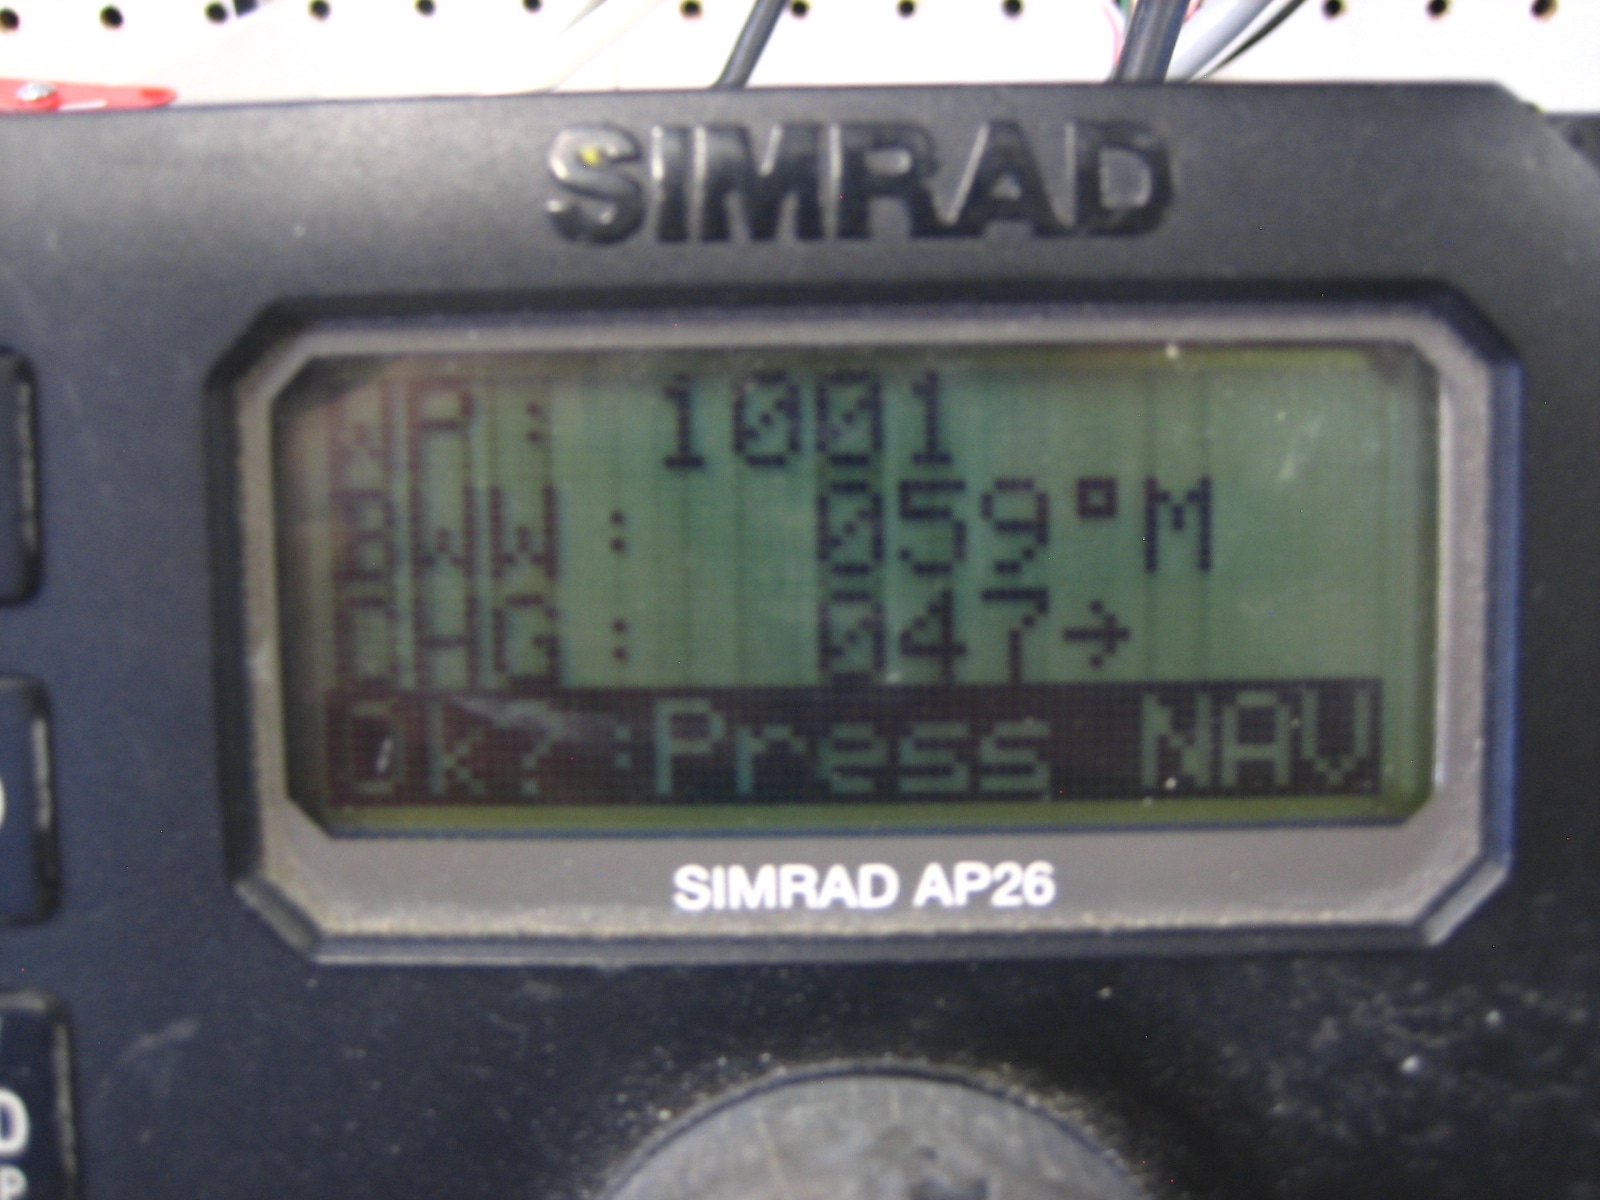 SIMRAD
WP: 1001
BWW: 059°M
CHG: 047→
Ok?:Press NAV
SIMRAD AP26